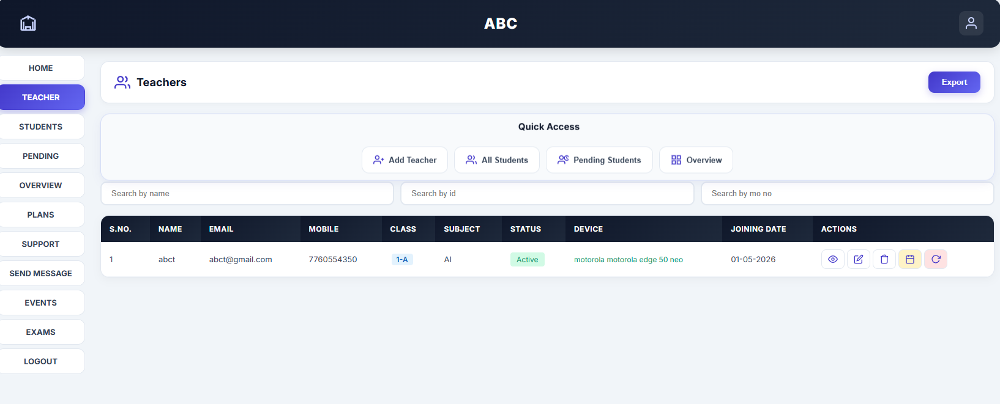 ABC
HOME
TEACHER
STUDENTS
PENDING
OVERVIEW
PLANS
SUPPORT
SEND MESSAGE
EVENTS
EXAMS
LOGOUT
Teachers
Export
Quick Access
Add Teacher All Students Pending Students Overview
Search by name Search by id Search by mo no
S.NO. NAME EMAIL MOBILE CLASS SUBJECT STATUS DEVICE JOINING DATE ACTIONS
1 abct abct@gmail.com 7760554350 1-A AI Active motorola motorola edge 50 neo 01-05-2026